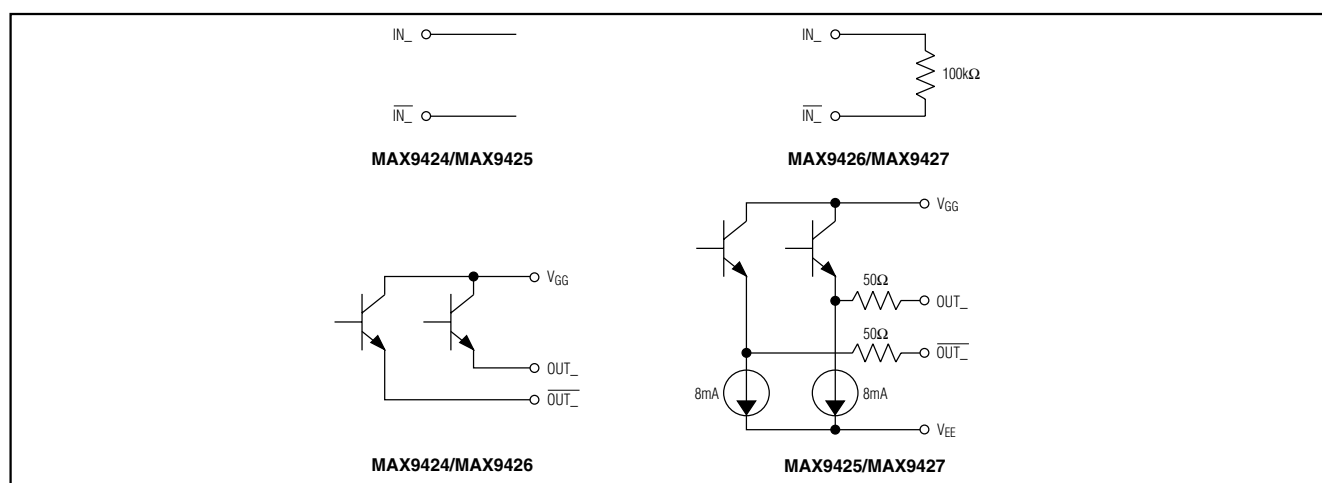 IN_
IN_
MAX9424/MAX9425
IN_
100kΩ
IN_
MAX9426/MAX9427
VGG
OUT_
OUT_
MAX9424/MAX9426
VGG
50Ω
OUT_
50Ω
OUT_
8mA
8mA
VEE
MAX9425/MAX9427